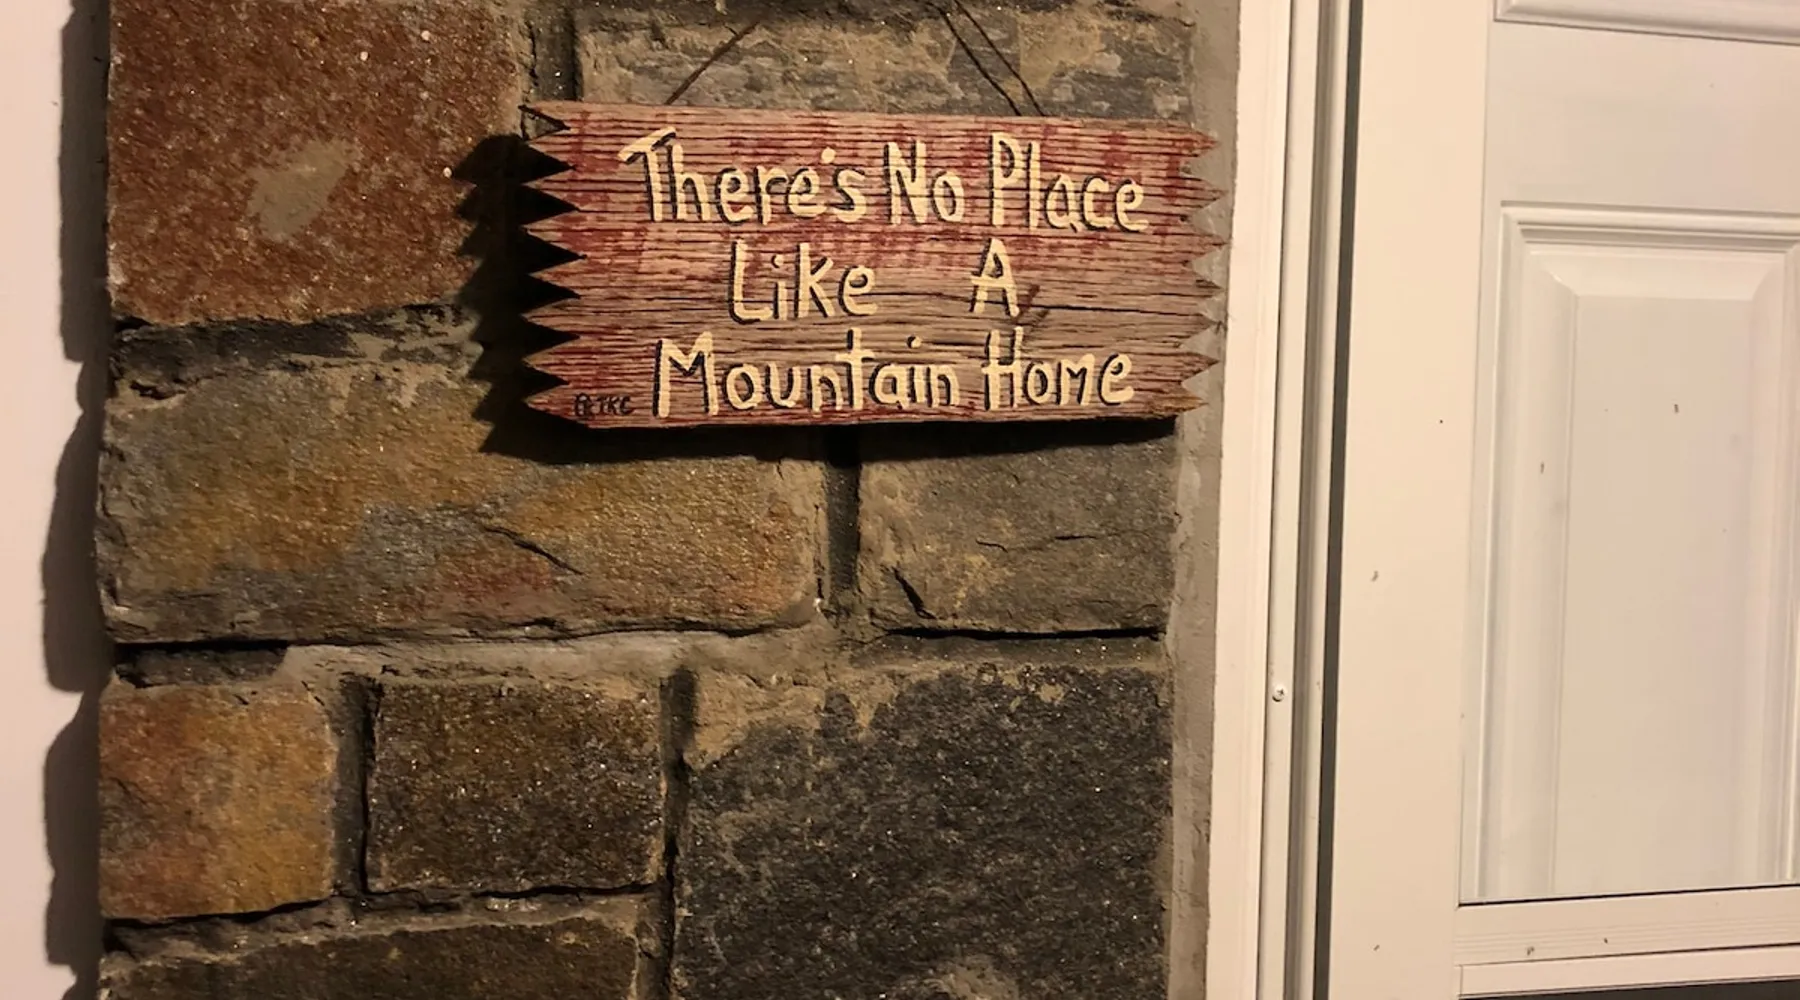 There's No Place
Like A
Mountain Home